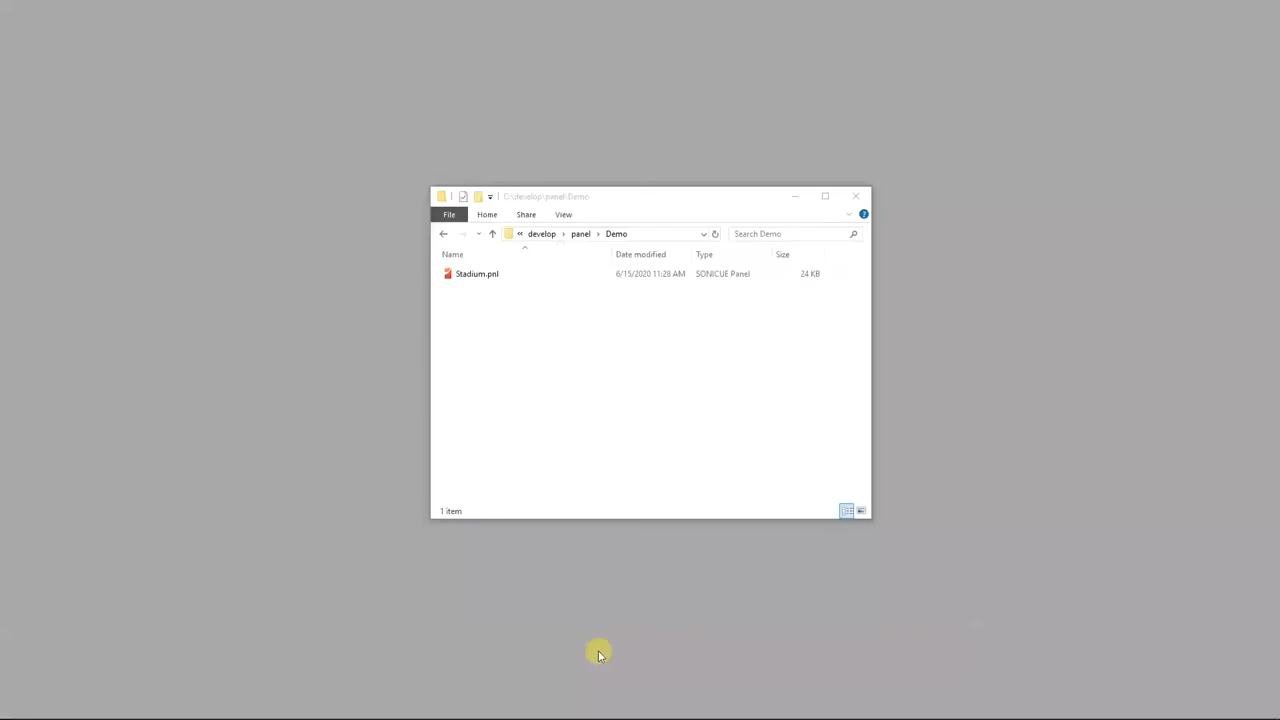 C:\develop\panel\Demo
File Home Share View
« develop > panel > Demo
Search Demo
Name Date modified Type Size
Stadium.pnl 6/15/2020 11:28 AM SONICUE Panel 24 KB
1 item